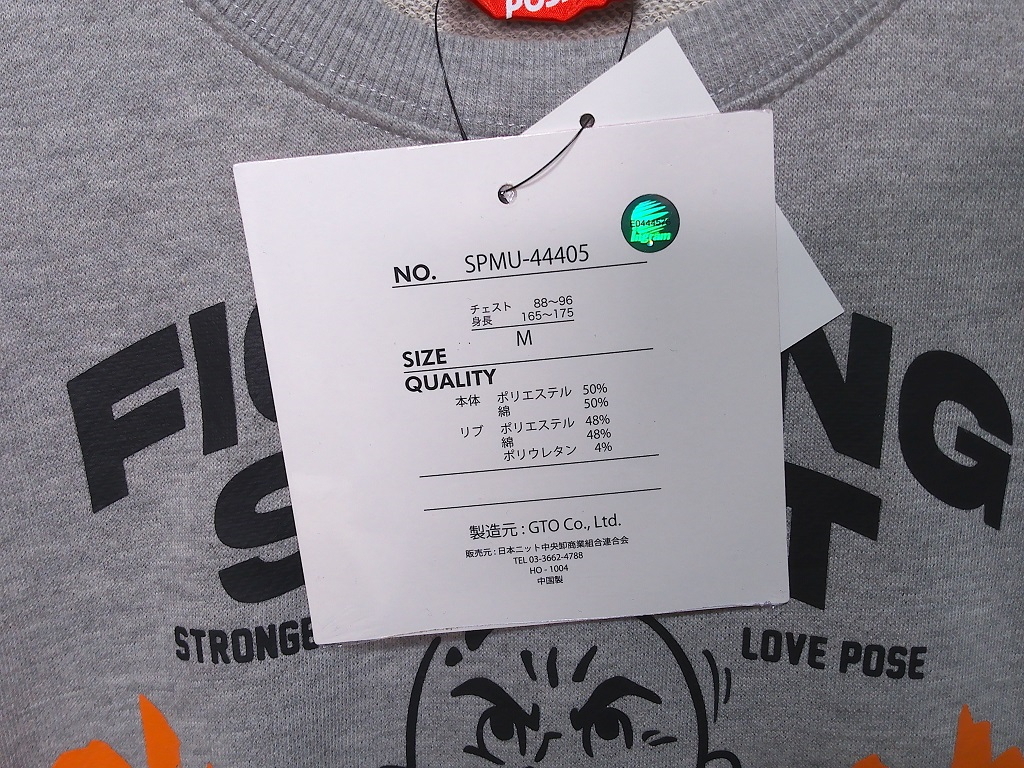 POSE
NO. SPMU-44405
チェスト 88～96
身長 165～175
M
SIZE
QUALITY
本体 ポリエステル 50%
綿 50%
リブ ポリエステル 48%
綿 48%
ポリウレタン 4%
製造元 : GTO Co., Ltd.
販売元 : 日本ニット中央卸商業組合連合会
TEL 03-3662-4788
HO - 1004
中国製
LOVE POSE